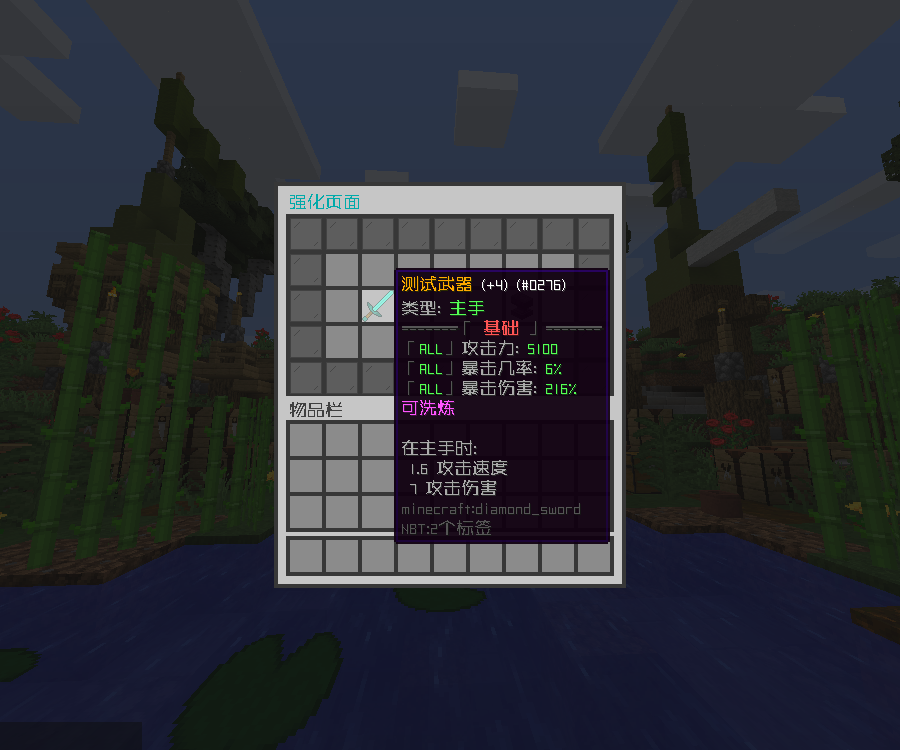 强化页面
测试武器 (+4) (#0276)
类型: 主手
======「 基础 」======
「 ALL 」攻击力: 5100
「 ALL 」暴击几率: 6%
「 ALL 」暴击伤害: 216%
可洗炼
物品栏
在主手时:
1.6 攻击速度
7 攻击伤害
minecraft:diamond_sword
NBT:2个标签